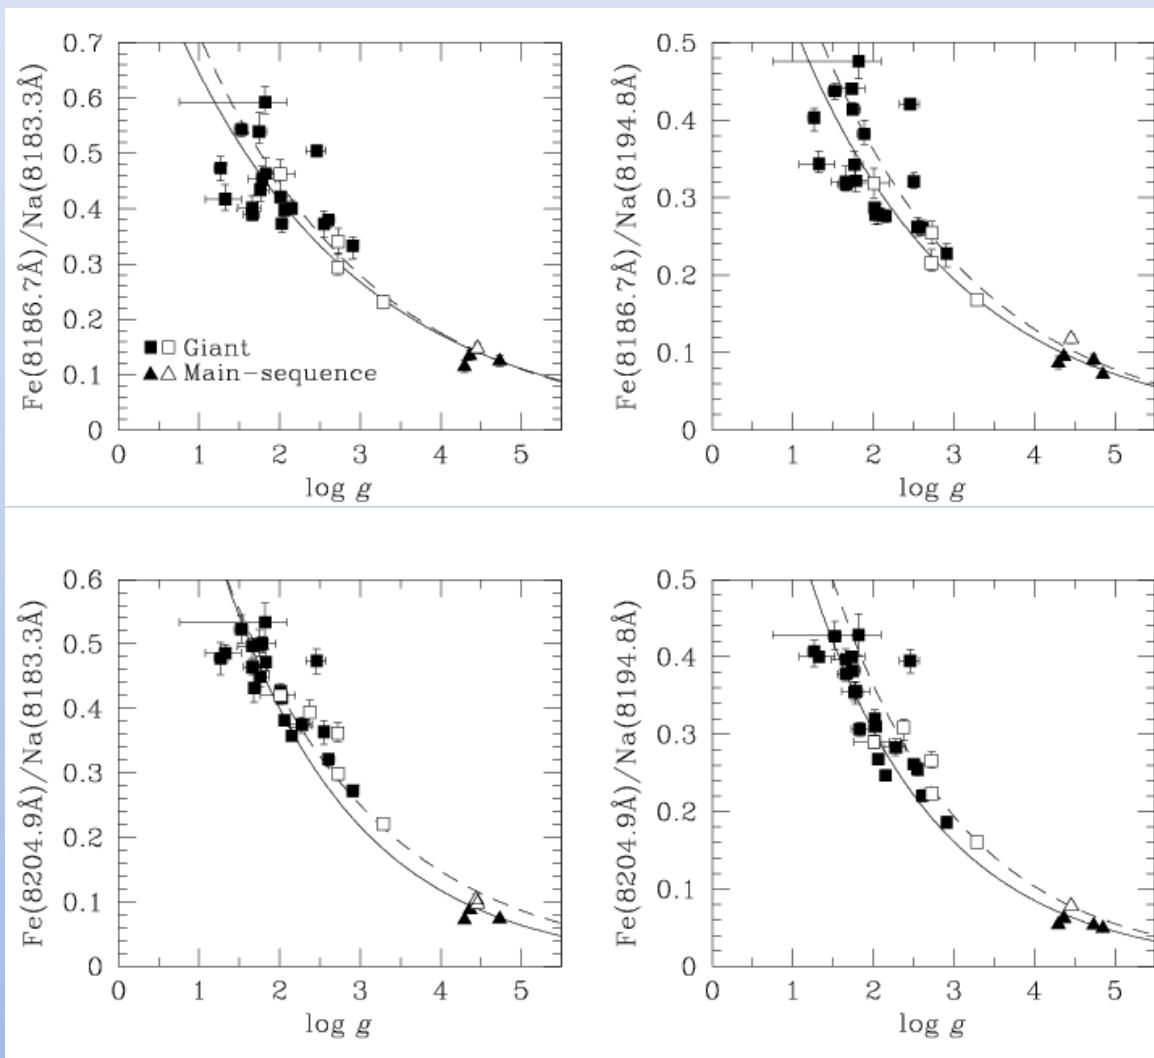 Fe(8186.7Å)/Na(8183.3Å)
0.7
0.6
0.5
0.4
0.3
0.2
0.1
0
■□ Giant
▲△ Main-sequence
0 1 2 3 4 5
log g
Fe(8186.7Å)/Na(8194.8Å)
0.5
0.4
0.3
0.2
0.1
0
0 1 2 3 4 5
log g
Fe(8204.9Å)/Na(8183.3Å)
0.6
0.5
0.4
0.3
0.2
0.1
0
0 1 2 3 4 5
log g
Fe(8204.9Å)/Na(8194.8Å)
0.5
0.4
0.3
0.2
0.1
0
0 1 2 3 4 5
log g